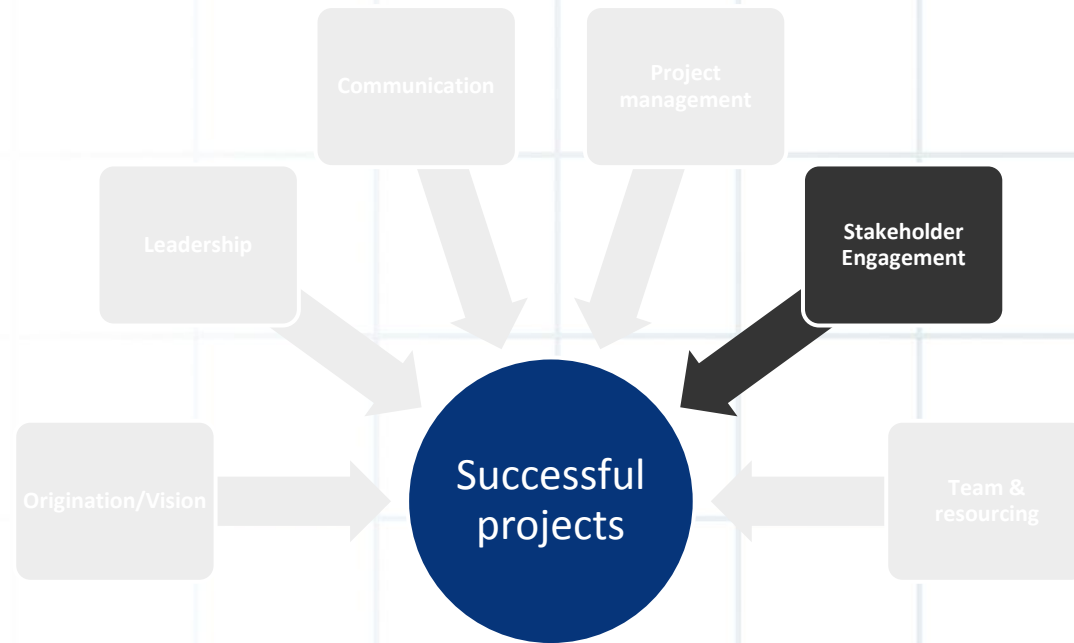 Communication
Project
management
Leadership
Stakeholder
Engagement
Origination/Vision
Successful
projects
Team &
resourcing